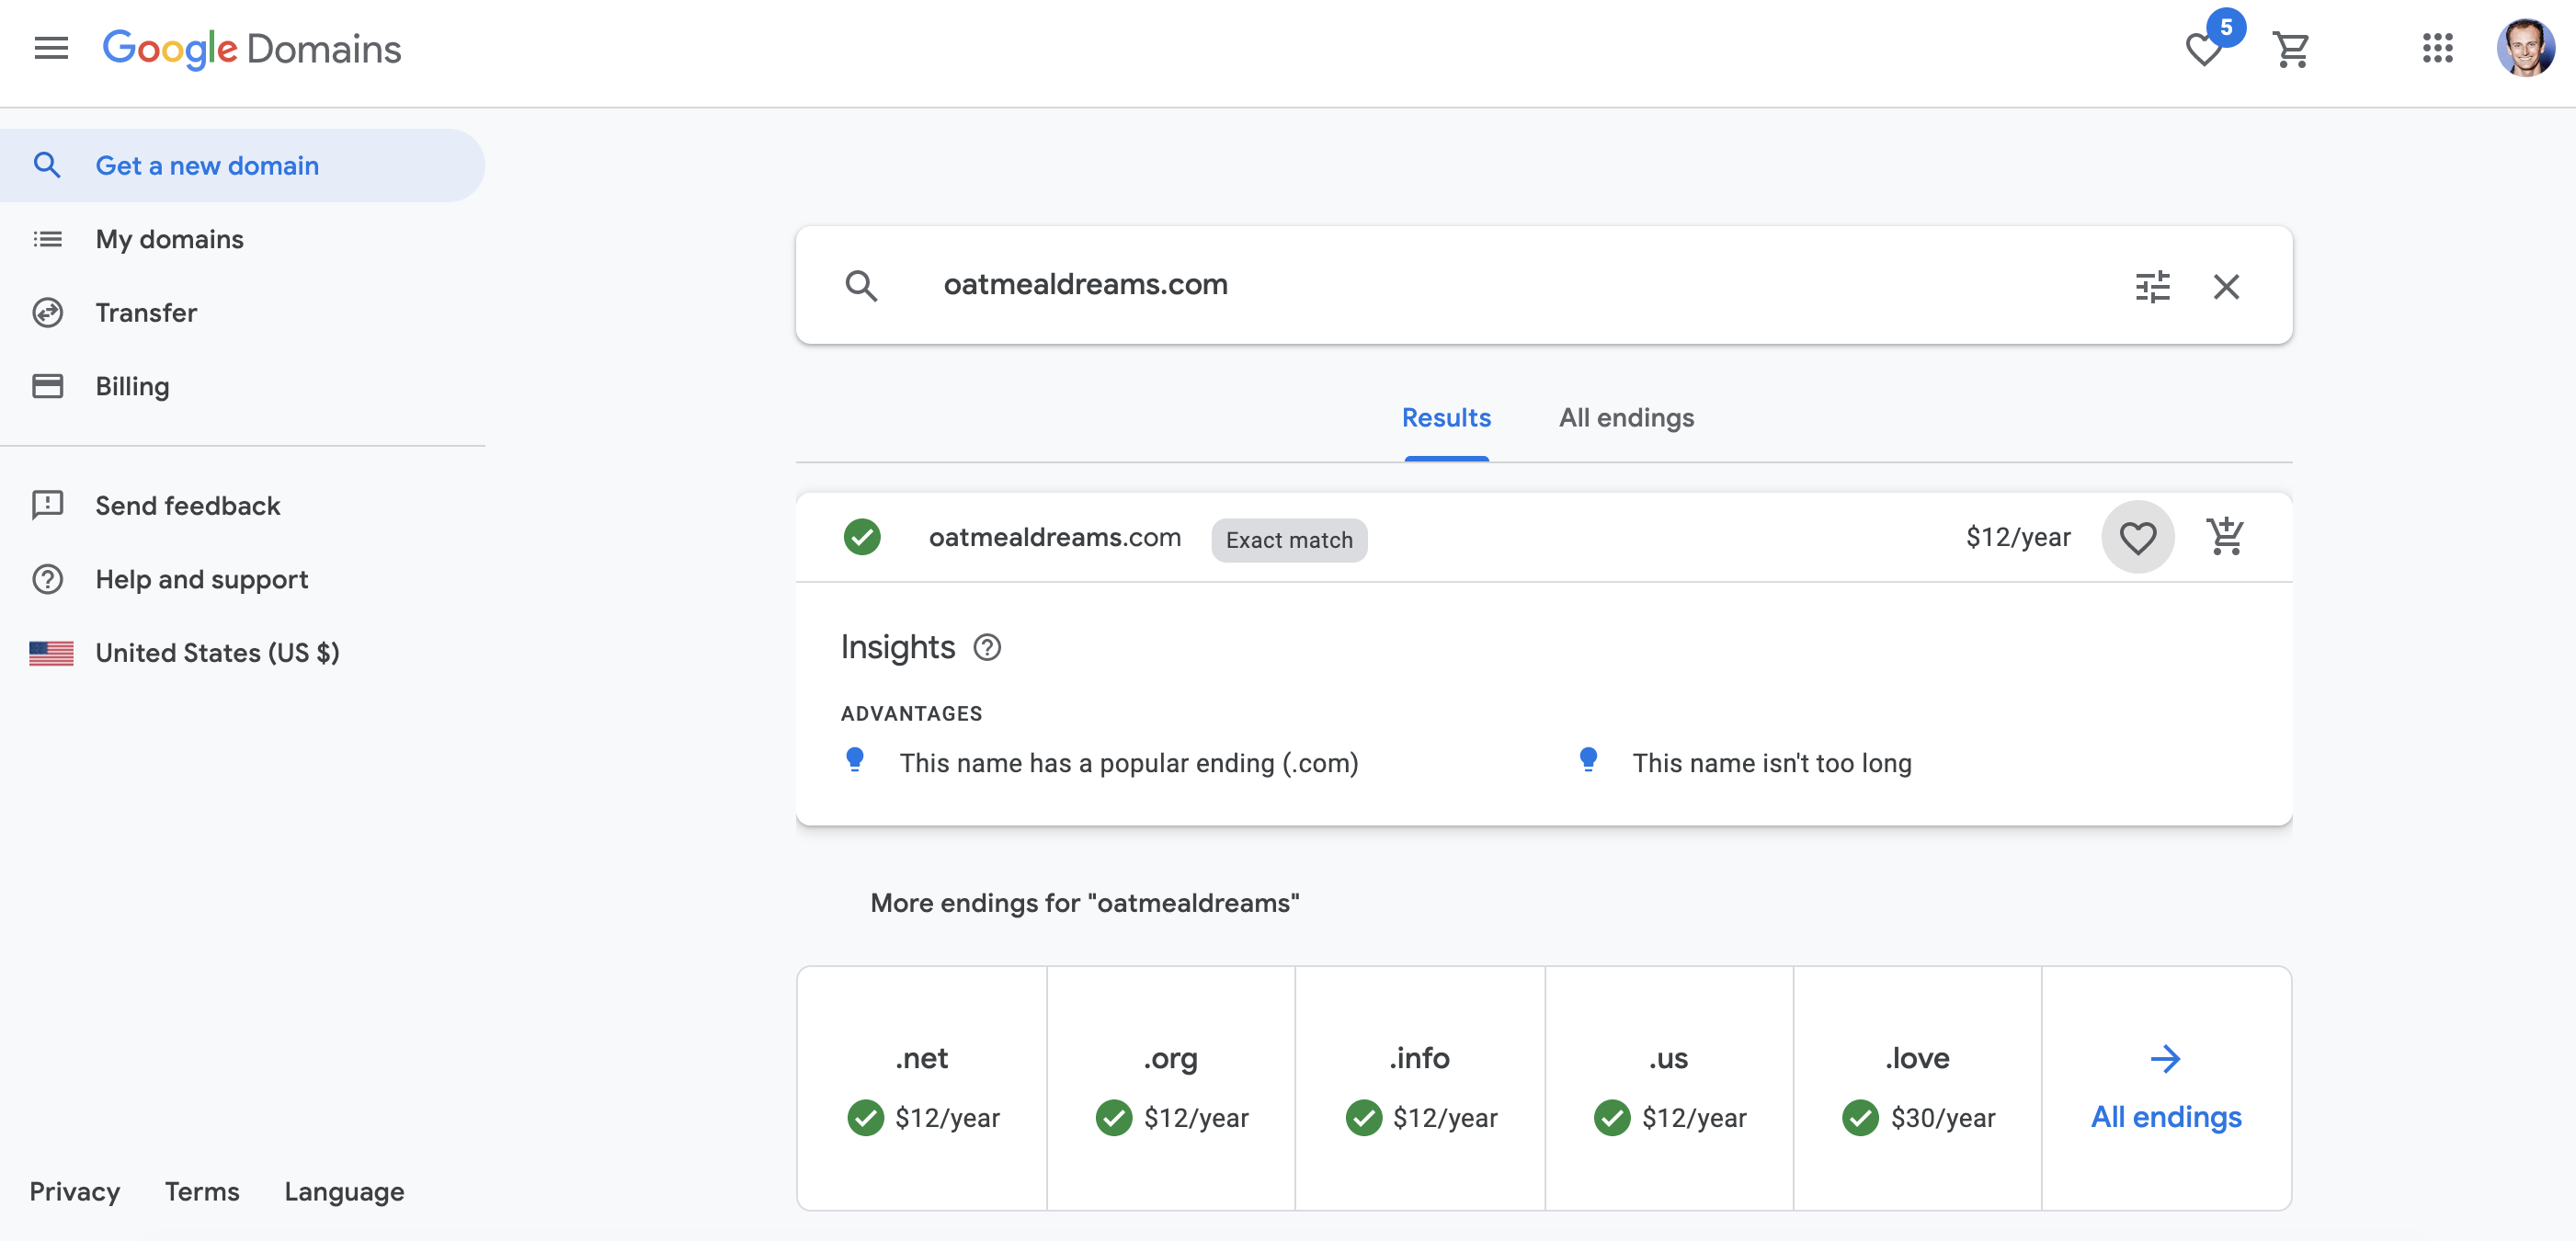 Google Domains
5
Get a new domain
My domains
Transfer
Billing
Send feedback
Help and support
United States (US $)
Privacy Terms Language
oatmealdreams.com
Results All endings
oatmealdreams.com Exact match $12/year
Insights
ADVANTAGES
This name has a popular ending (.com) This name isn't too long
More endings for "oatmealdreams"
.net .org .info .us .love
$12/year $12/year $12/year $12/year $30/year All endings